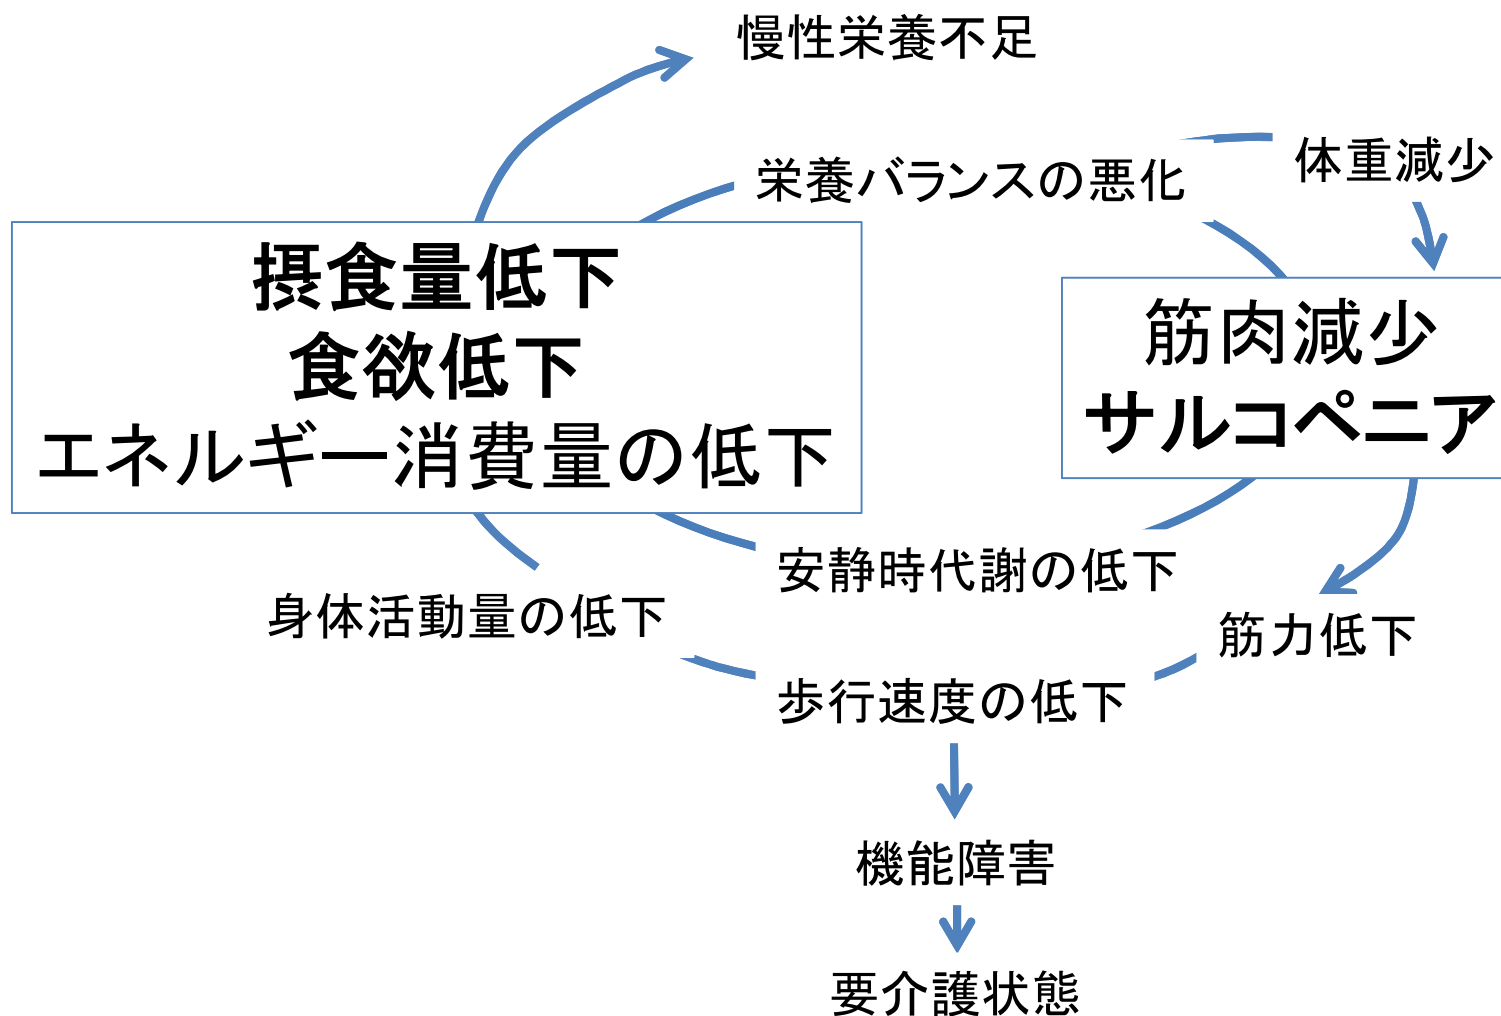 慢性栄養不足
栄養バランスの悪化
体重減少
摂食量低下
食欲低下
エネルギー消費量の低下
筋肉減少
サルコペニア
安静時代謝の低下
身体活動量の低下
筋力低下
歩行速度の低下
機能障害
要介護状態